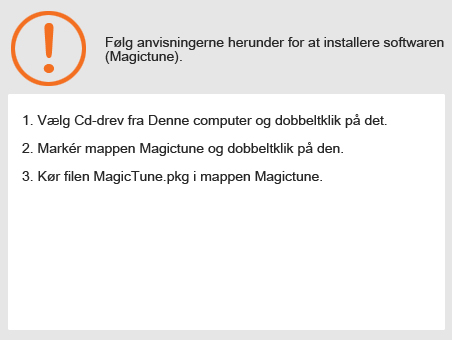 Følg anvisningerne herunder for at installere softwaren
(Magictune).
1. Vælg Cd-drev fra Denne computer og dobbeltklik på det.
2. Markér mappen Magictune og dobbeltklik på den.
3. Kør filen MagicTune.pkg i mappen Magictune.